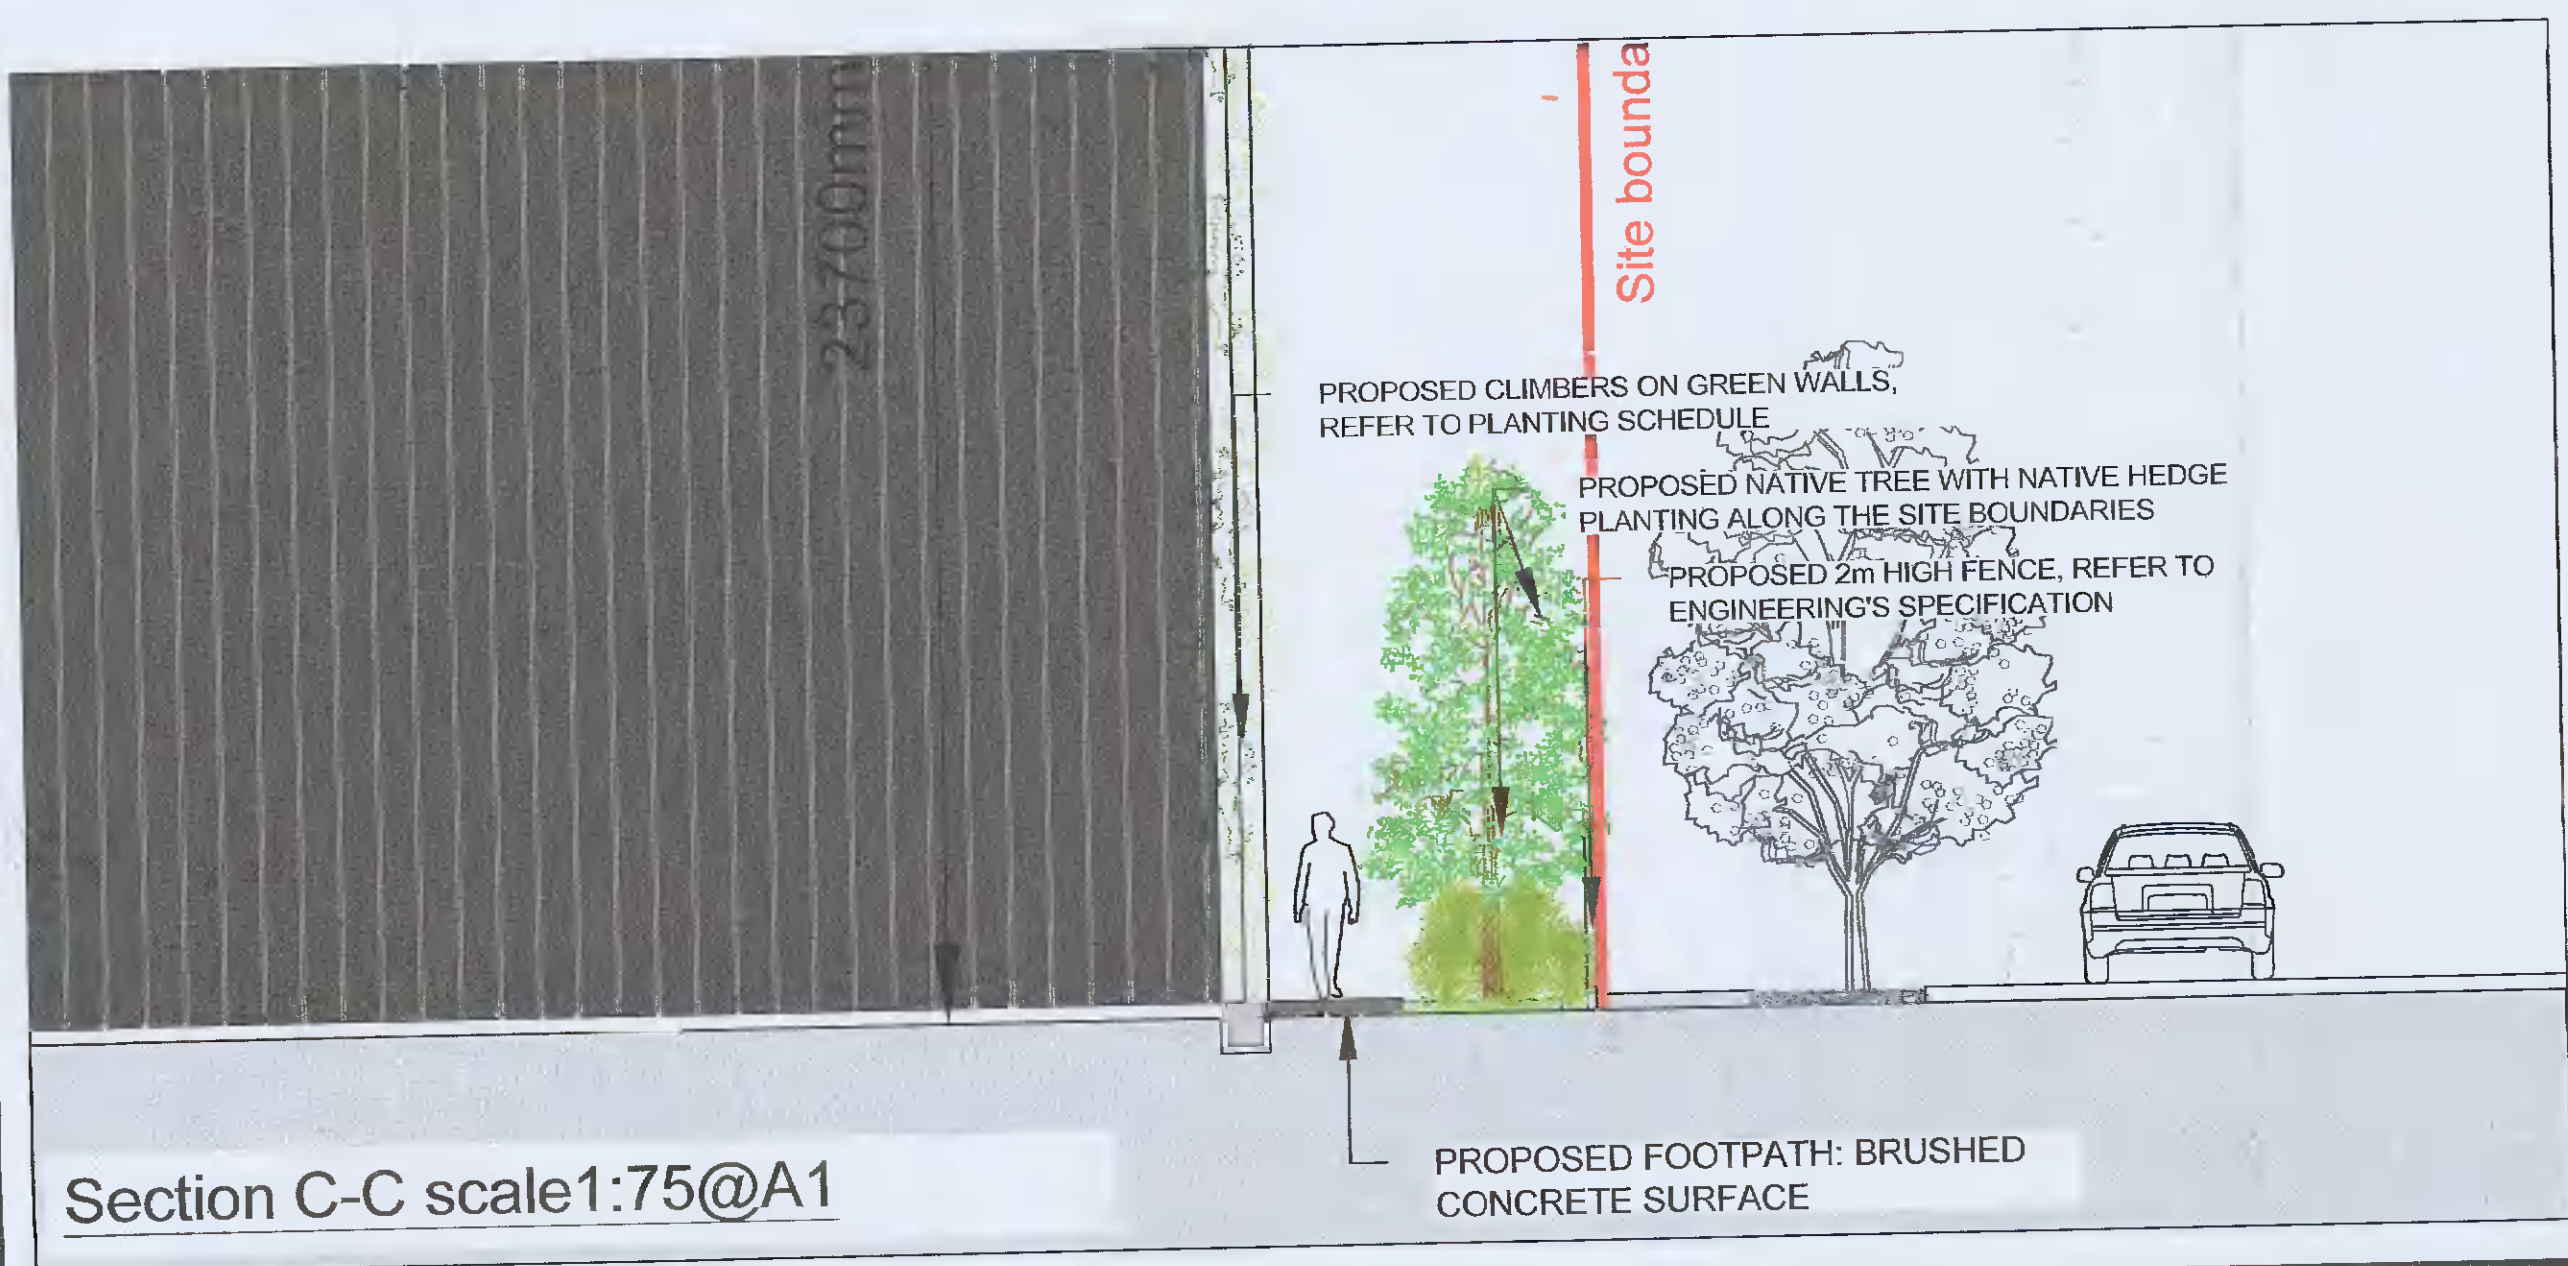 23700mm
Site bounda
PROPOSED CLIMBERS ON GREEN WALLS,
REFER TO PLANTING SCHEDULE
PROPOSED NATIVE TREE WITH NATIVE HEDGE
PLANTING ALONG THE SITE BOUNDARIES
PROPOSED 2m HIGH FENCE, REFER TO
ENGINEERING'S SPECIFICATION
PROPOSED FOOTPATH: BRUSHED
CONCRETE SURFACE
Section C-C scale1:75@A1